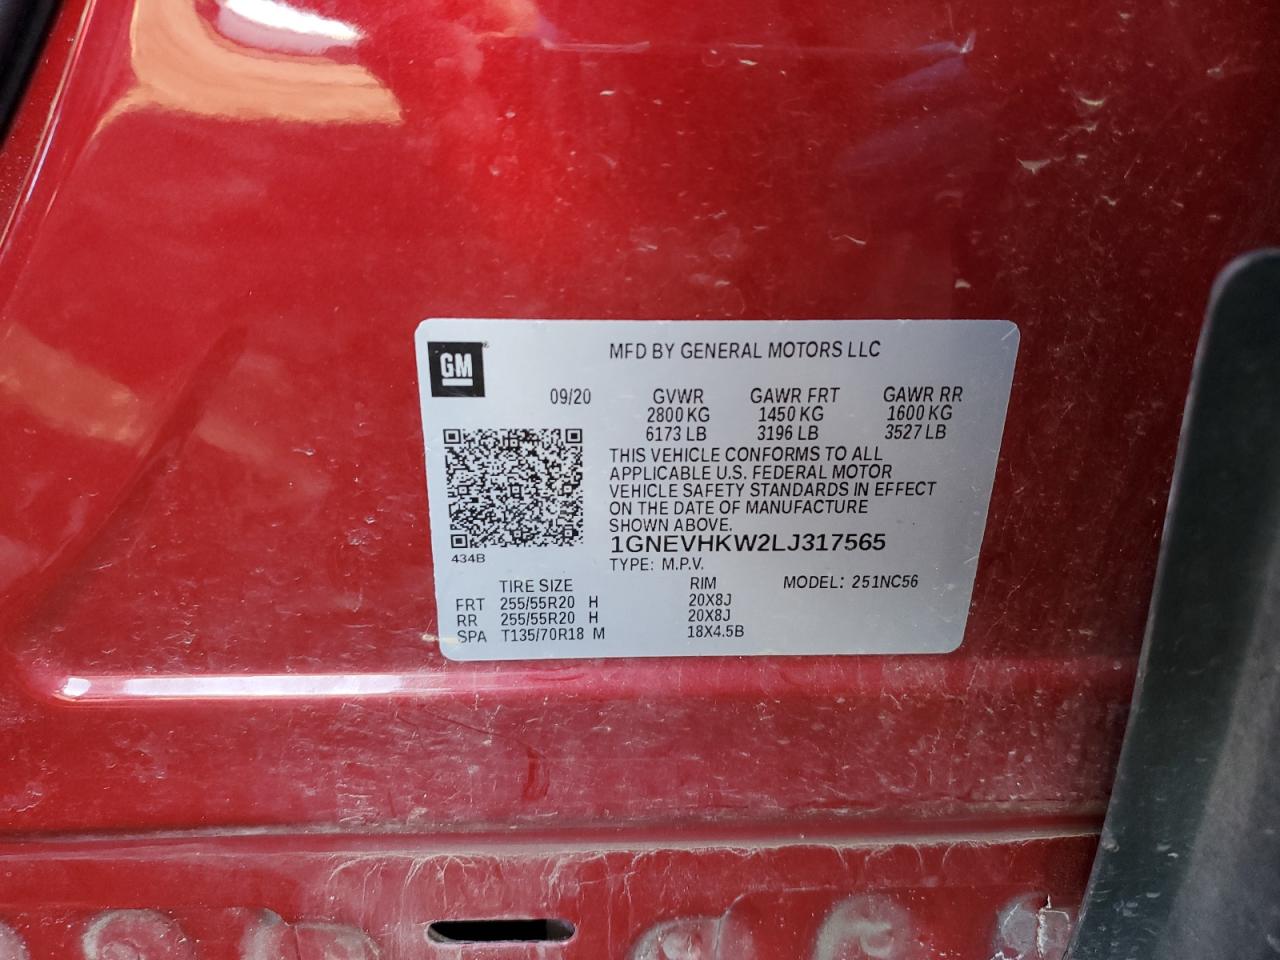 GM
MFD BY GENERAL MOTORS LLC
09/20 GVWR GAWR FRT GAWR RR
2800 KG 1450 KG 1600 KG
6173 LB 3196 LB 3527 LB
THIS VEHICLE CONFORMS TO ALL
APPLICABLE U.S. FEDERAL MOTOR
VEHICLE SAFETY STANDARDS IN EFFECT
ON THE DATE OF MANUFACTURE
SHOWN ABOVE.
1GNEVHKW2LJ317565
434B
TYPE: M.P.V.
TIRE SIZE RIM MODEL: 251NC56
FRT 255/55R20 H 20X8J
RR 255/55R20 H 20X8J
SPA T135/70R18 M 18X4.5B